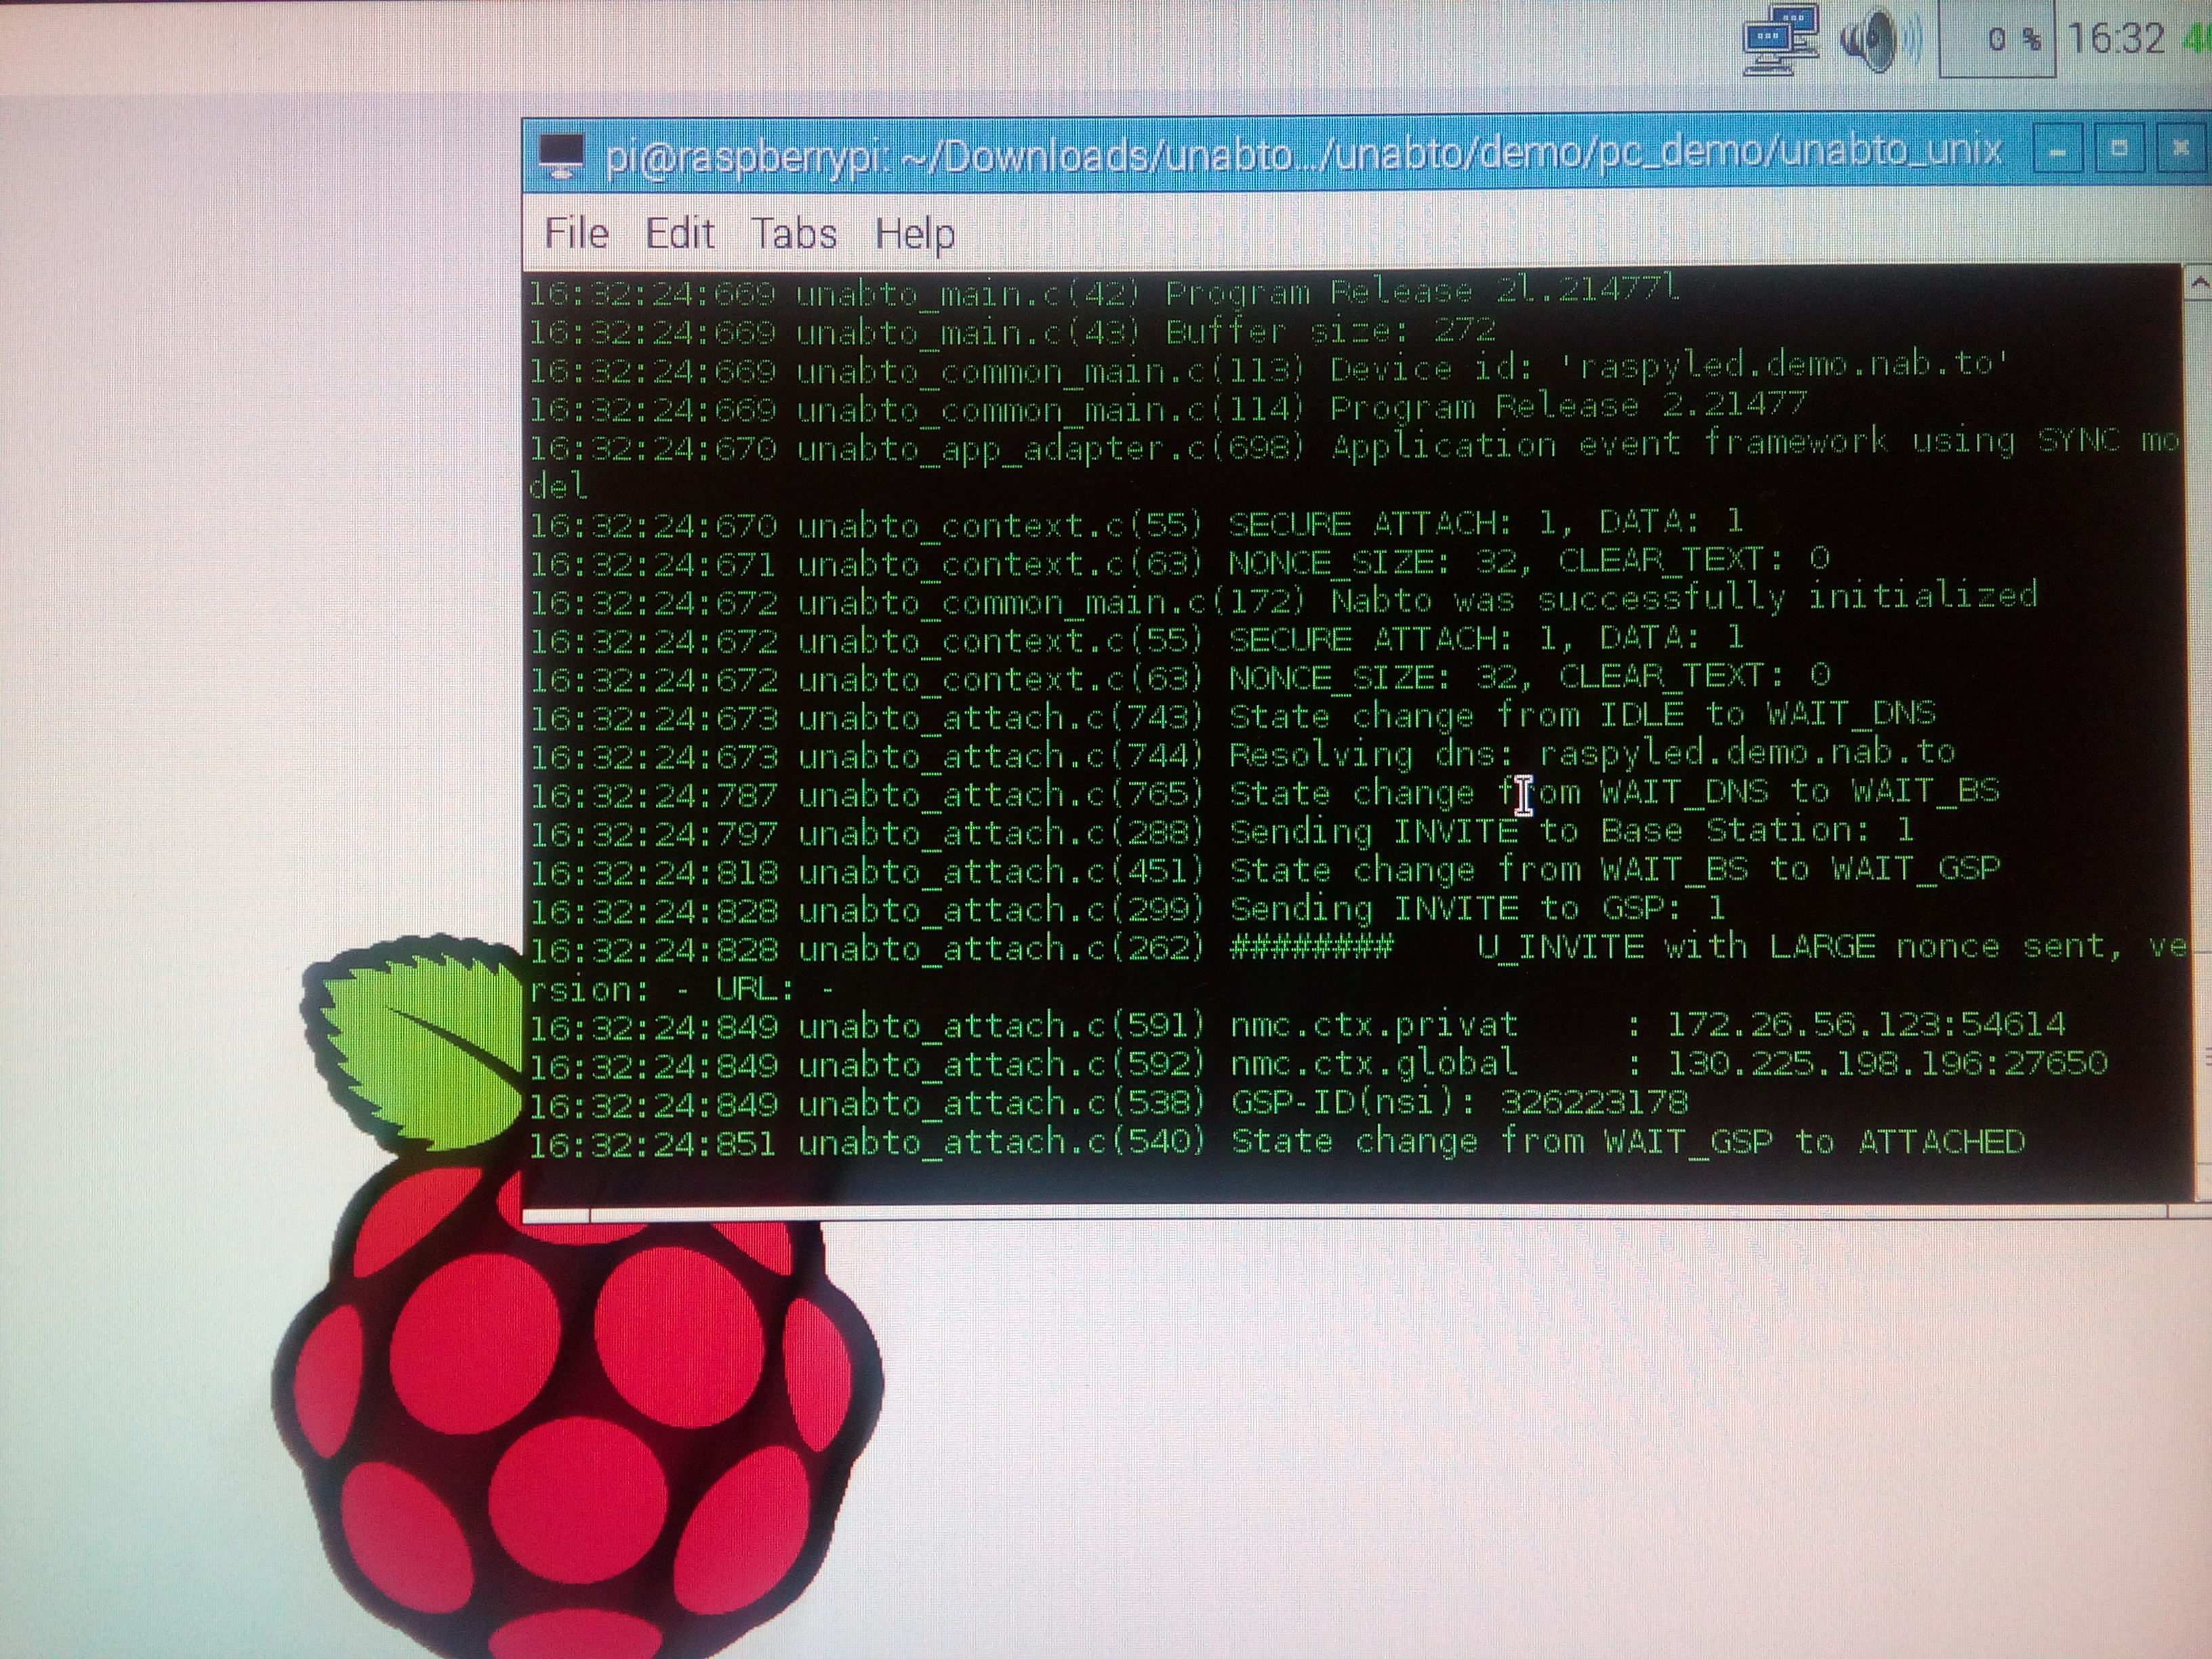 0 % 16:32
pi@raspberrypi: ~/Downloads/unabto.../unabto/demo/pc_demo/unabto_unix
File Edit Tabs Help
16:32:24:669 unabto_main.c(42) Program Release 2l.21477l
16:32:24:669 unabto_main.c(43) Buffer size: 272
16:32:24:669 unabto_common_main.c(113) Device id: 'raspyled.demo.nab.to'
16:32:24:669 unabto_common_main.c(114) Program Release 2.21477
16:32:24:670 unabto_app_adapter.c(698) Application event framework using SYNC mo
del
16:32:24:670 unabto_context.c(55) SECURE ATTACH: 1, DATA: 1
16:32:24:671 unabto_context.c(63) NONCE_SIZE: 32, CLEAR_TEXT: 0
16:32:24:672 unabto_common_main.c(172) Nabto was successfully initialized
16:32:24:672 unabto_context.c(55) SECURE ATTACH: 1, DATA: 1
16:32:24:672 unabto_context.c(63) NONCE_SIZE: 32, CLEAR_TEXT: 0
16:32:24:673 unabto_attach.c(743) State change from IDLE to WAIT_DNS
16:32:24:673 unabto_attach.c(744) Resolving dns: raspyled.demo.nab.to
16:32:24:787 unabto_attach.c(765) State change from WAIT_DNS to WAIT_BS
16:32:24:797 unabto_attach.c(288) Sending INVITE to Base Station: 1
16:32:24:818 unabto_attach.c(451) State change from WAIT_BS to WAIT_GSP
16:32:24:828 unabto_attach.c(299) Sending INVITE to GSP: 1
16:32:24:828 unabto_attach.c(262) ######## U_INVITE with LARGE nonce sent, ve
rsion: - URL: -
16:32:24:849 unabto_attach.c(591) nmc.ctx.privat : 172.26.56.123:54614
16:32:24:849 unabto_attach.c(592) nmc.ctx.global : 130.225.198.196:27650
16:32:24:849 unabto_attach.c(538) GSP-ID(nsi): 326223178
16:32:24:851 unabto_attach.c(540) State change from WAIT_GSP to ATTACHED